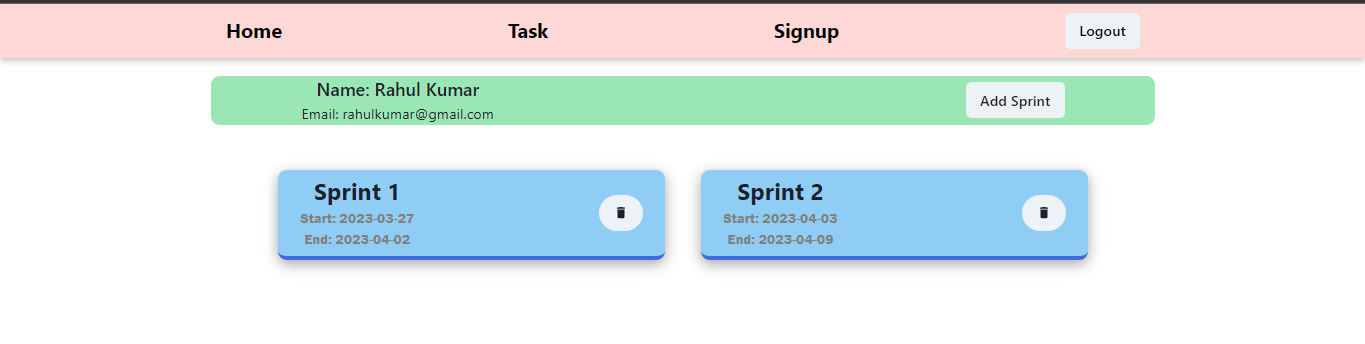 Home Task Signup Logout
Name: Rahul Kumar
Email: rahulkumar@gmail.com
Add Sprint
Sprint 1
Start: 2023-03-27
End: 2023-04-02
Sprint 2
Start: 2023-04-03
End: 2023-04-09